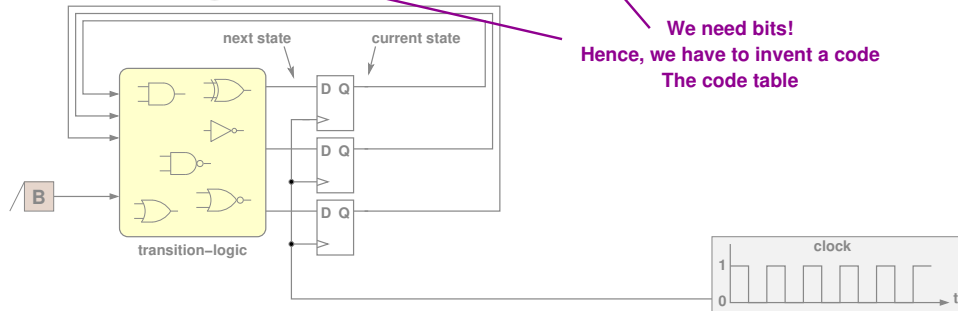 We need bits!
Hence, we have to invent a code
The code table
next state
current state
D Q
D Q
D Q
B
transition-logic
clock
1
0
t